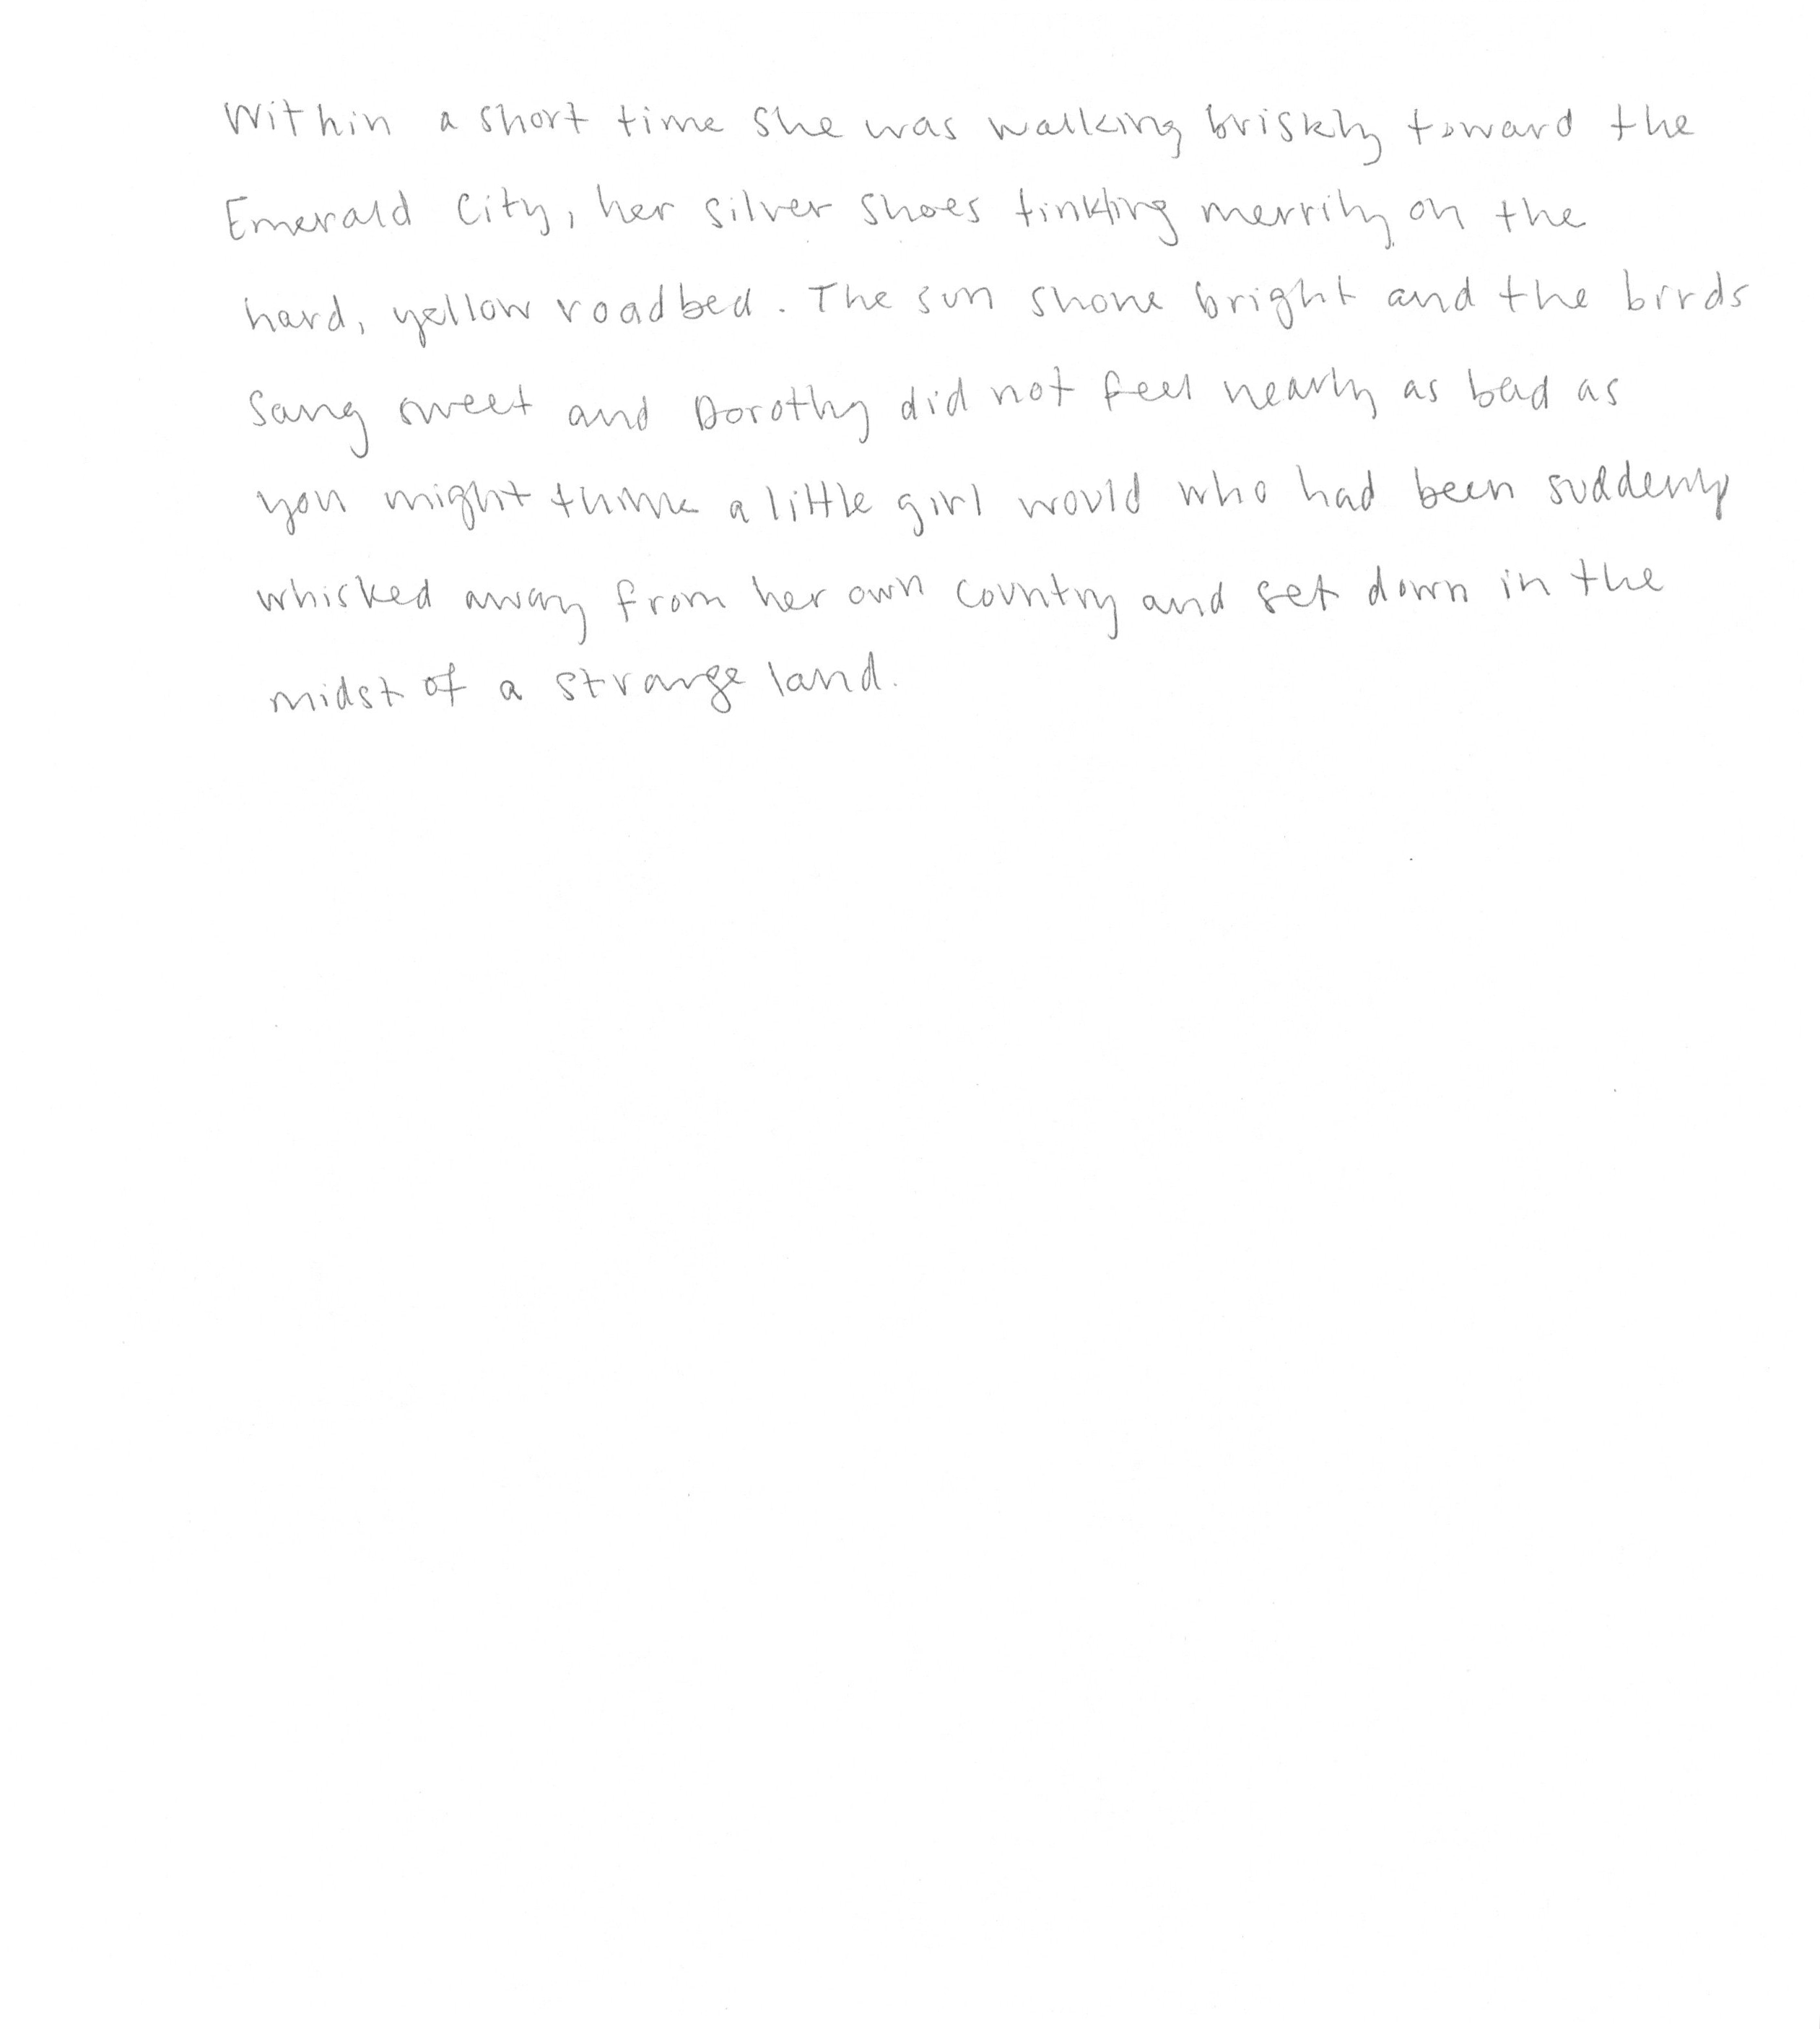 Within a short time she was walking briskly toward the
Emerald City, her silver shoes tinkling merrily on the
hard, yellow roadbed. The sun shone bright and the birds
sang sweet and Dorothy did not feel nearly as bad as
you might think a little girl would who had been suddenly
whisked away from her own country and set down in the
midst of a strange land.